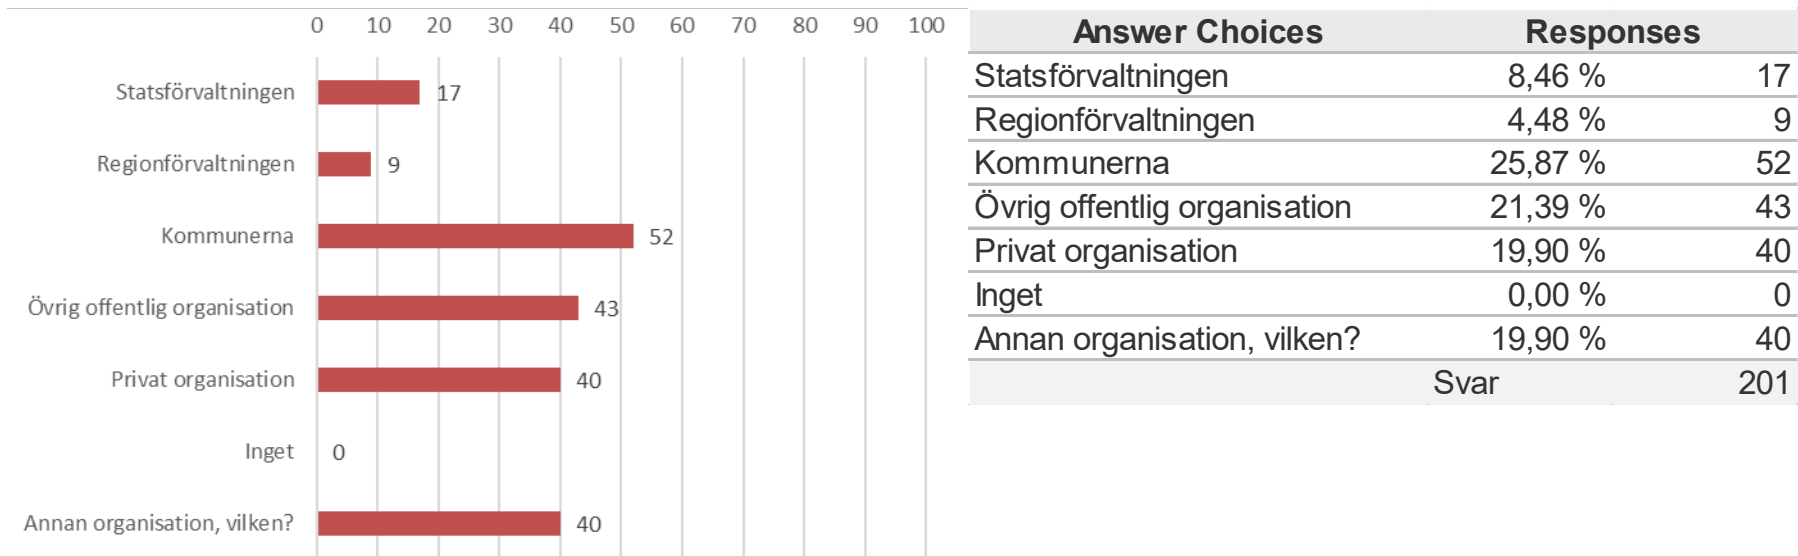 0 10 20 30 40 50 60 70 80 90 100
Statsförvaltningen 17
Regionförvaltningen 9
Kommunerna 52
Övrig offentlig organisation 43
Privat organisation 40
Inget 0
Annan organisation, vilken? 40
Answer Choices Responses
Statsförvaltningen 8,46 % 17
Regionförvaltningen 4,48 % 9
Kommunerna 25,87 % 52
Övrig offentlig organisation 21,39 % 43
Privat organisation 19,90 % 40
Inget 0,00 % 0
Annan organisation, vilken? 19,90 % 40
Svar 201